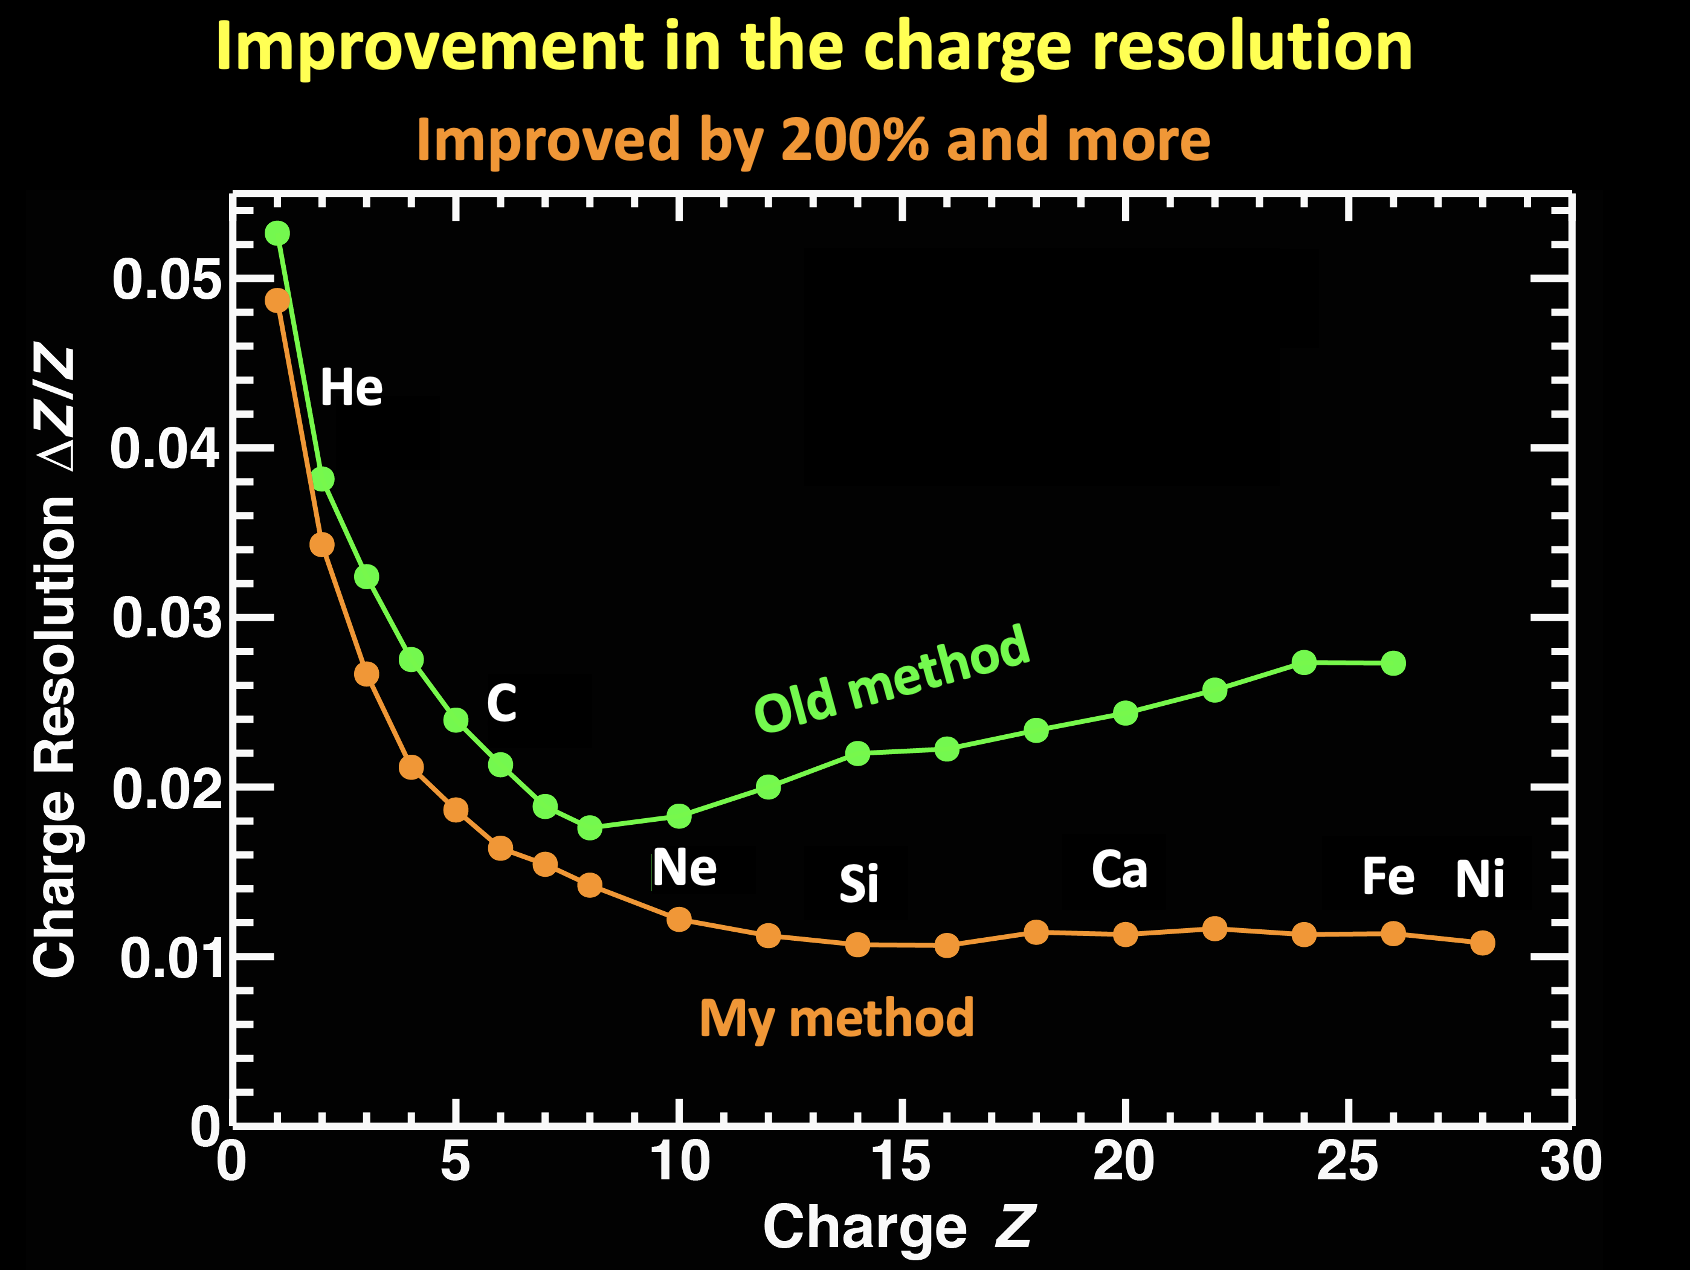 Improvement in the charge resolution
Improved by 200% and more
0.05
0.04
0.03
0.02
0.01
0
Charge Resolution ΔZ/Z
He
C
Old method
Ne
Si
Ca
Fe
Ni
My method
0 5 10 15 20 25 30
Charge Z